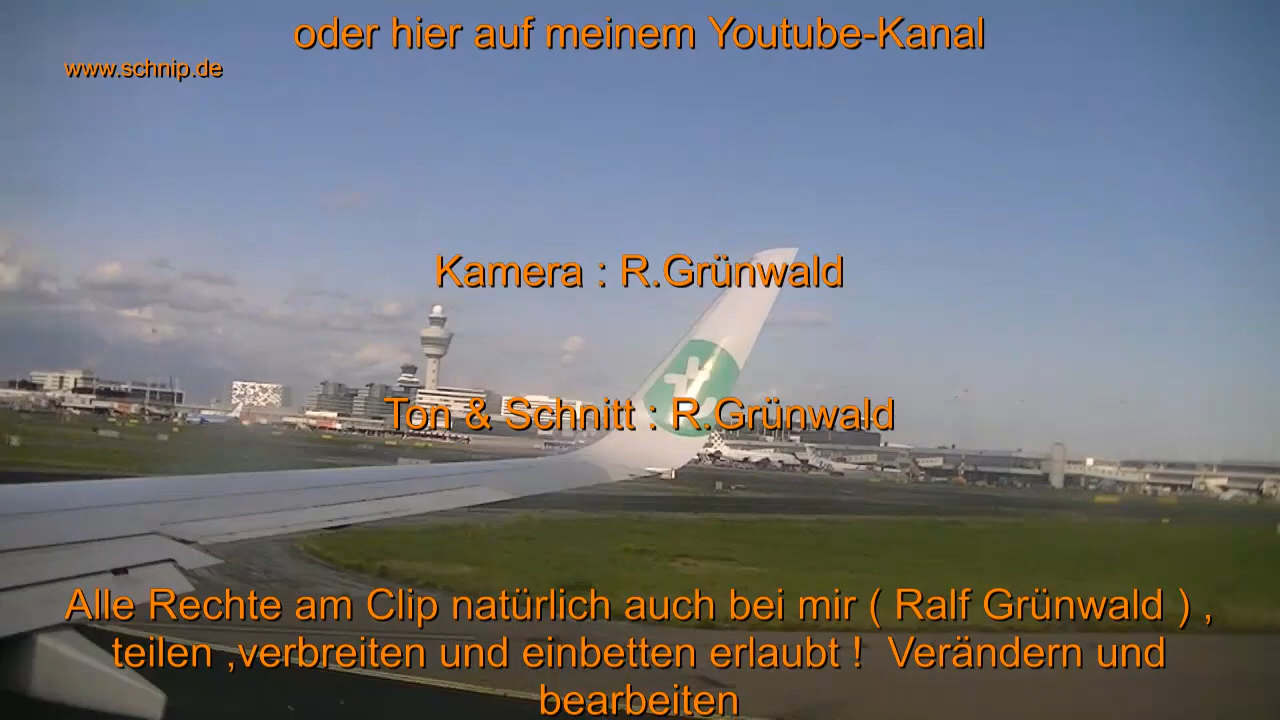 oder hier auf meinem Youtube-Kanal
www.schnip.de
Kamera : R.Grünwald
t
Ton & Schnitt : R.Grünwald
Alle Rechte am Clip natürlich auch bei mir ( Ralf Grünwald ) ,
teilen ,verbreiten und einbetten erlaubt !  Verändern und
bearbeiten